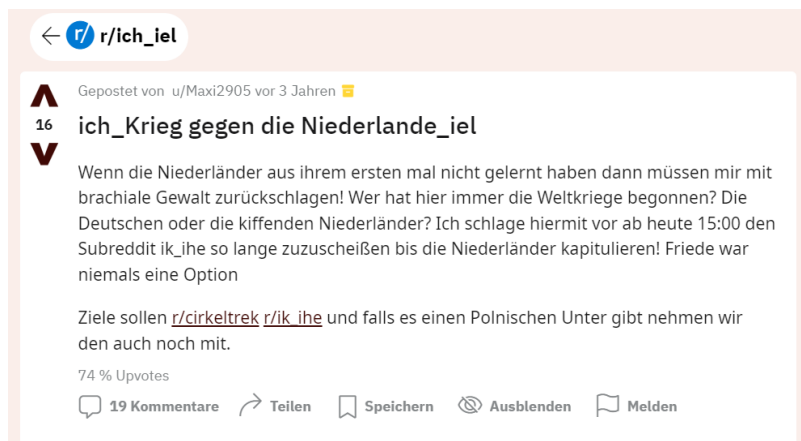 r/ich_iel
Gepostet von u/Maxi2905 vor 3 Jahren
16
ich_Krieg gegen die Niederlande_iel
Wenn die Niederländer aus ihrem ersten mal nicht gelernt haben dann müssen mir mit
brachiale Gewalt zurückschlagen! Wer hat hier immer die Weltkriege begonnen? Die
Deutschen oder die kiffenden Niederländer? Ich schlage hiermit vor ab heute 15:00 den
Subreddit ik_ihe so lange zuzuscheißen bis die Niederländer kapitulieren! Friede war
niemals eine Option
Ziele sollen r/cirkeltrek r/ik_ihe und falls es einen Polnischen Unter gibt nehmen wir
den auch noch mit.
74 % Upvotes
19 Kommentare Teilen Speichern Ausblenden Melden